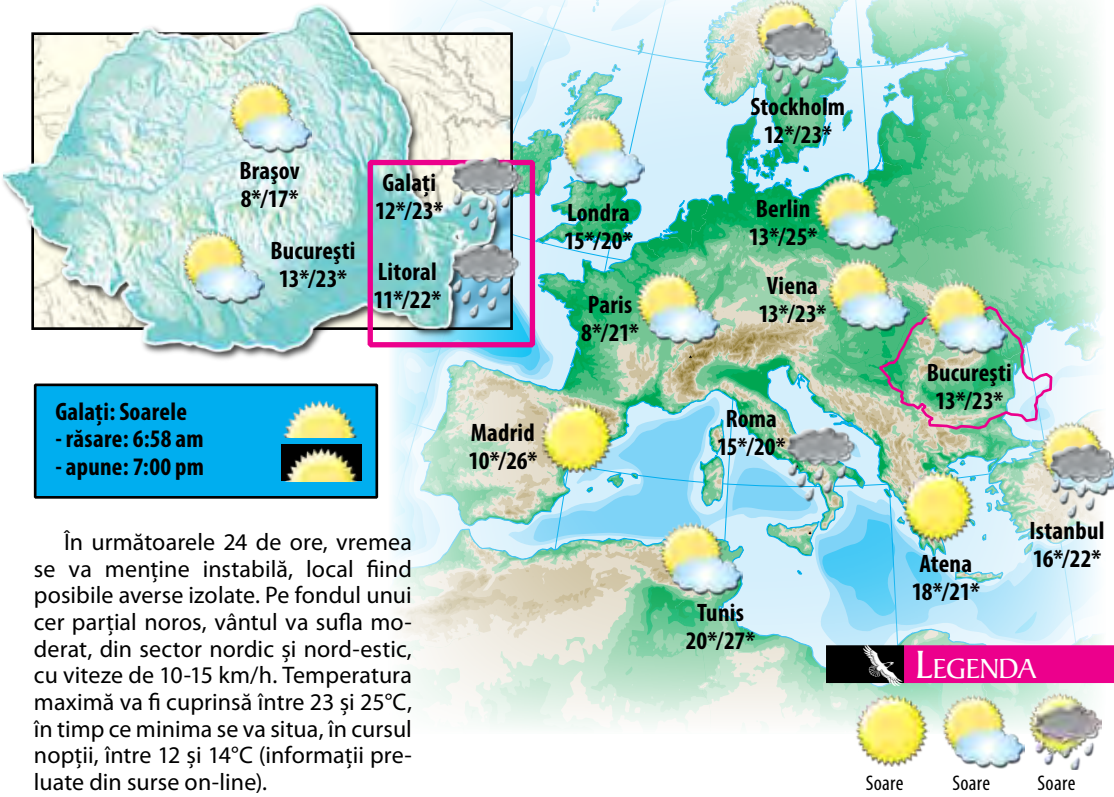 Brașov
8*/17*
București
13*/23*
Galați
12*/23*
Litoral
11*/22*
Stockholm
12*/23*
Londra
15*/20*
Berlin
13*/25*
Paris
8*/21*
Viena
13*/23*
București
13*/23*
Madrid
10*/26*
Roma
15*/20*
Istanbul
16*/22*
Atena
18*/21*
Tunis
20*/27*
Galați: Soarele
- răsare: 6:58 am
- apune: 7:00 pm
În următoarele 24 de ore, vremea
se va menține instabilă, local fiind
posibile averse izolate. Pe fondul unui
cer parțial noros, vântul va sufla mo-
derat, din sector nordic și nord-estic,
cu viteze de 10-15 km/h. Temperatura
maximă va fi cuprinsă între 23 și 25°C,
în timp ce minima se va situa, în cursul
nopții, între 12 și 14°C (informații pre-
luate din surse on-line).
LEGENDA
Soare
Soare
Soare